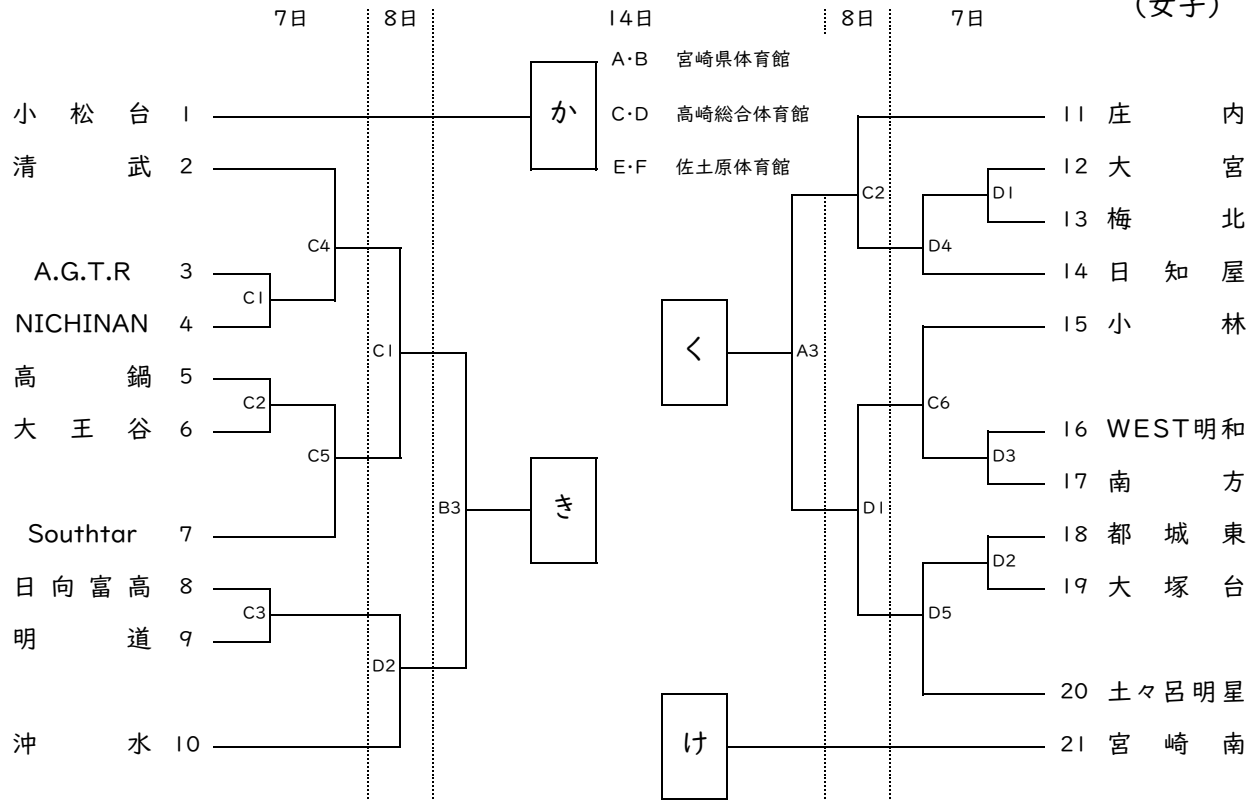 (女子)
7日 8日 14日 8日 7日
A・B 宮崎県体育館
C・D 高崎総合体育館
E・F 佐土原体育館
か
小松台 1
清武 2
C4
A.G.T.R 3
C1
NICHINAN 4
C1
高鍋 5
C2
大王谷 6
C5
Southtar 7
B3
き
日向富高 8
C3
明道 9
D2
沖水 10
11 庄内
C2
12 大宮
D1
13 梅北
D4
14 日知屋
く
A3
15 小林
C6
16 WEST明和
D3
17 南方
D1
18 都城東
D2
19 大塚台
D5
20 土々呂明星
け
21 宮崎南